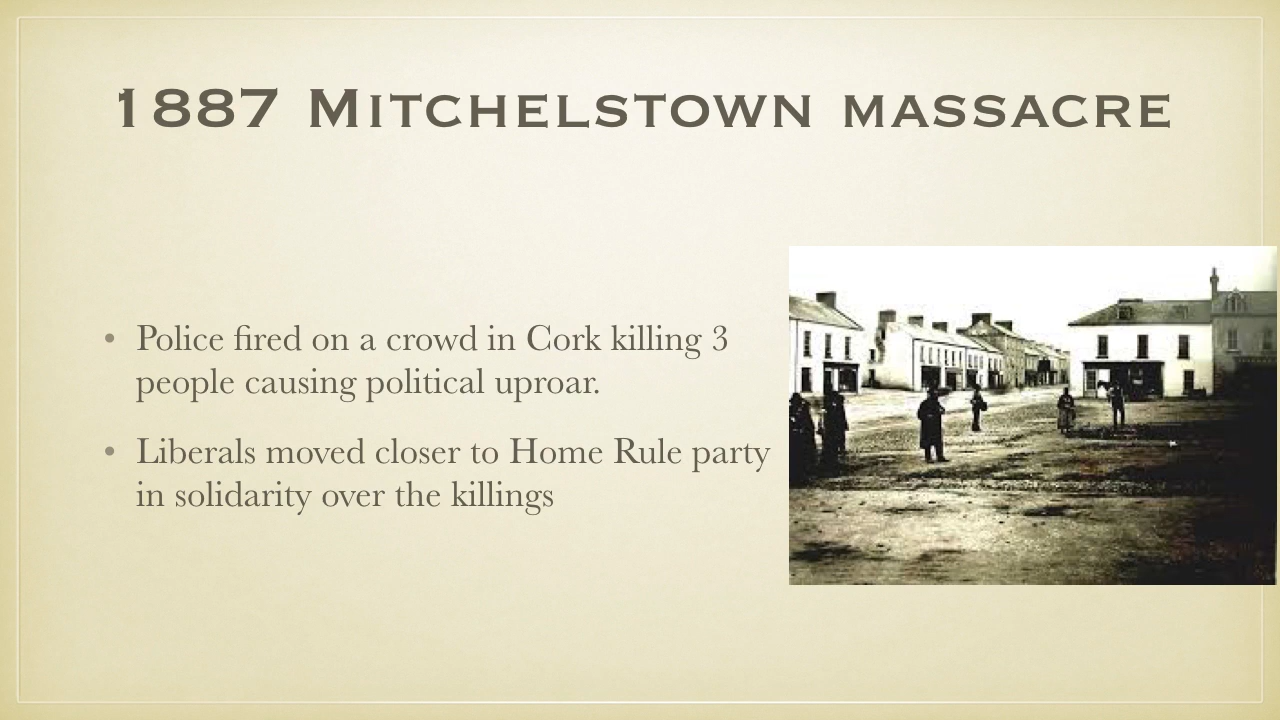 1887 Mitchelstown massacre
• Police fired on a crowd in Cork killing 3
people causing political uproar.
• Liberals moved closer to Home Rule party
in solidarity over the killings